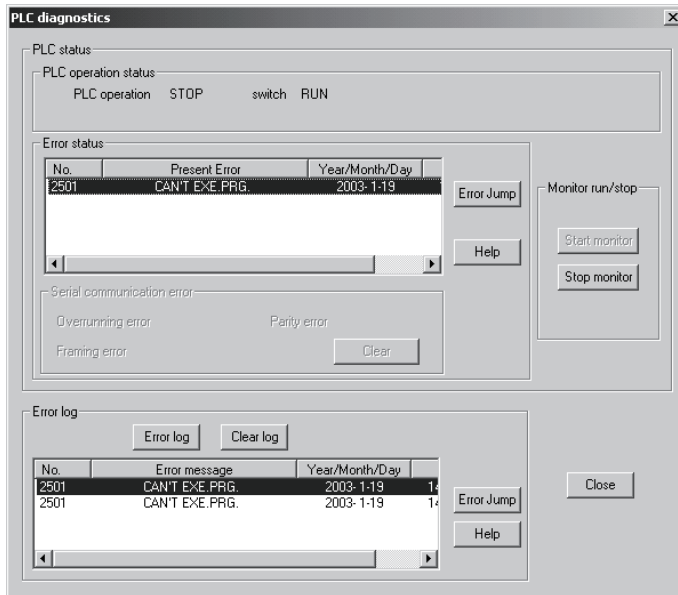 PLC diagnostics
PLC status
PLC operation status
PLC operation STOP switch RUN
Error status
No. Present Error Year/Month/Day
2501 CAN'T EXE.PRG. 2003- 1-19
Error Jump
Help
Monitor run/stop
Start monitor
Stop monitor
Serial communication error
Overrunning error Parity error
Framing error Clear
Error log
Error log Clear log
No. Error message Year/Month/Day
2501 CAN'T EXE.PRG. 2003- 1-19
2501 CAN'T EXE.PRG. 2003- 1-19
Error Jump
Help
Close